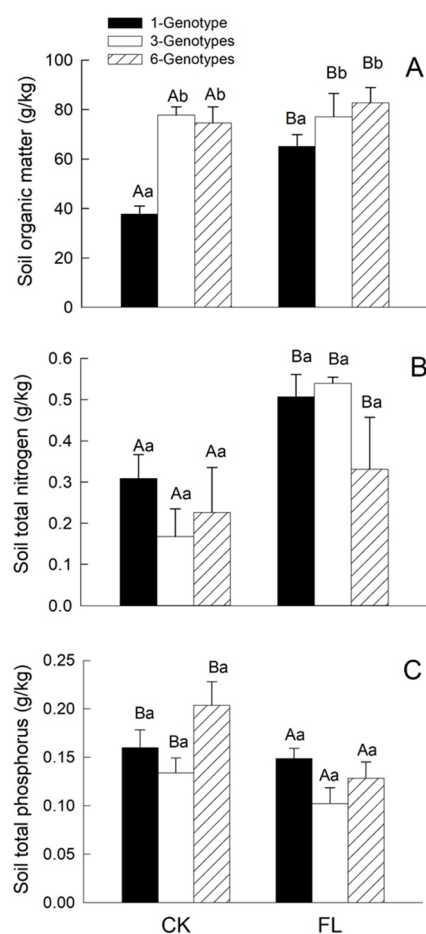 1-Genotype
3-Genotypes
6-Genotypes
A
Soil organic matter (g/kg)
100
80
60
40
20
0
Aa
Ab
Ab
Ba
Bb
Bb
B
Soil total nitrogen (g/kg)
0.6
0.5
0.4
0.3
0.2
0.1
0.0
Aa
Aa
Aa
Ba
Ba
Ba
C
Soil total phosphorus (g/kg)
0.25
0.20
0.15
0.10
0.05
0.00
Ba
Ba
Ba
Aa
Aa
Aa
CK
FL